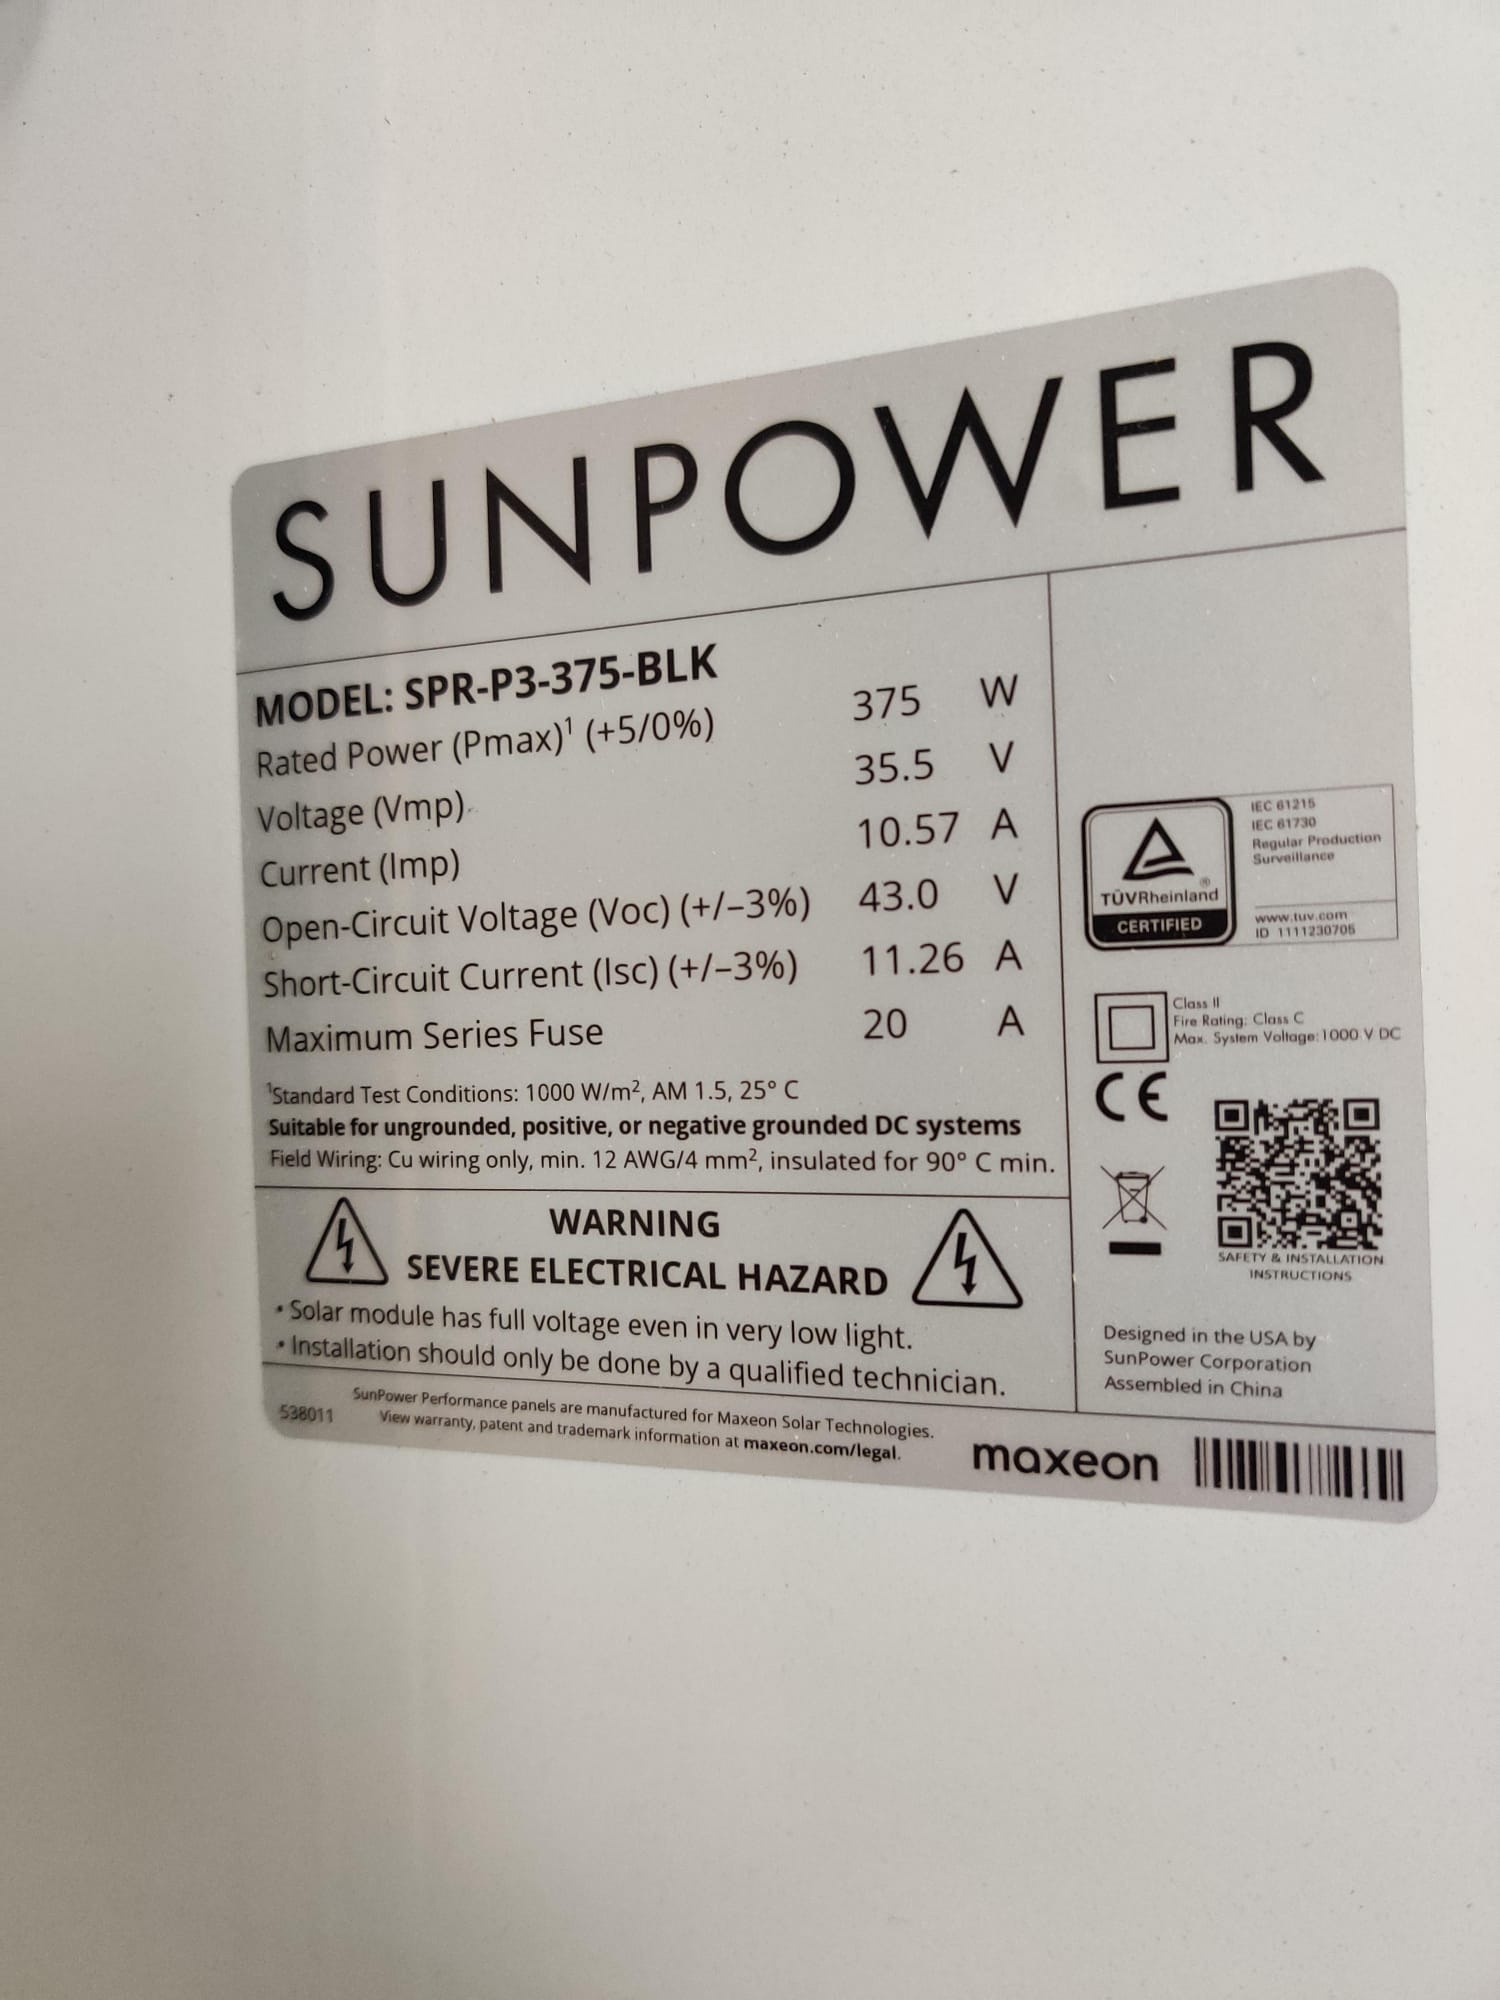 SUNPOWER
MODEL: SPR-P3-375-BLK
Rated Power (Pmax)¹ (+5/0%) 375 W
Voltage (Vmp) 35.5 V
Current (Imp) 10.57 A
Open-Circuit Voltage (Voc) (+/–3%) 43.0 V
Short-Circuit Current (Isc) (+/–3%) 11.26 A
Maximum Series Fuse 20 A
¹Standard Test Conditions: 1000 W/m², AM 1.5, 25° C
Suitable for ungrounded, positive, or negative grounded DC systems
Field Wiring: Cu wiring only, min. 12 AWG/4 mm², insulated for 90° C min.
WARNING
SEVERE ELECTRICAL HAZARD
• Solar module has full voltage even in very low light.
• Installation should only be done by a qualified technician.
TÜVRheinland®
CERTIFIED
IEC 61215
IEC 61730
Regular Production
Surveillance
www.tuv.com
ID 1111230705
Class II
Fire Rating: Class C
Max. System Voltage: 1000 V DC
CE
SAFETY & INSTALLATION
INSTRUCTIONS
Designed in the USA by
SunPower Corporation
Assembled in China
538011
SunPower Performance panels are manufactured for Maxeon Solar Technologies.
View warranty, patent and trademark information at maxeon.com/legal.
maxeon